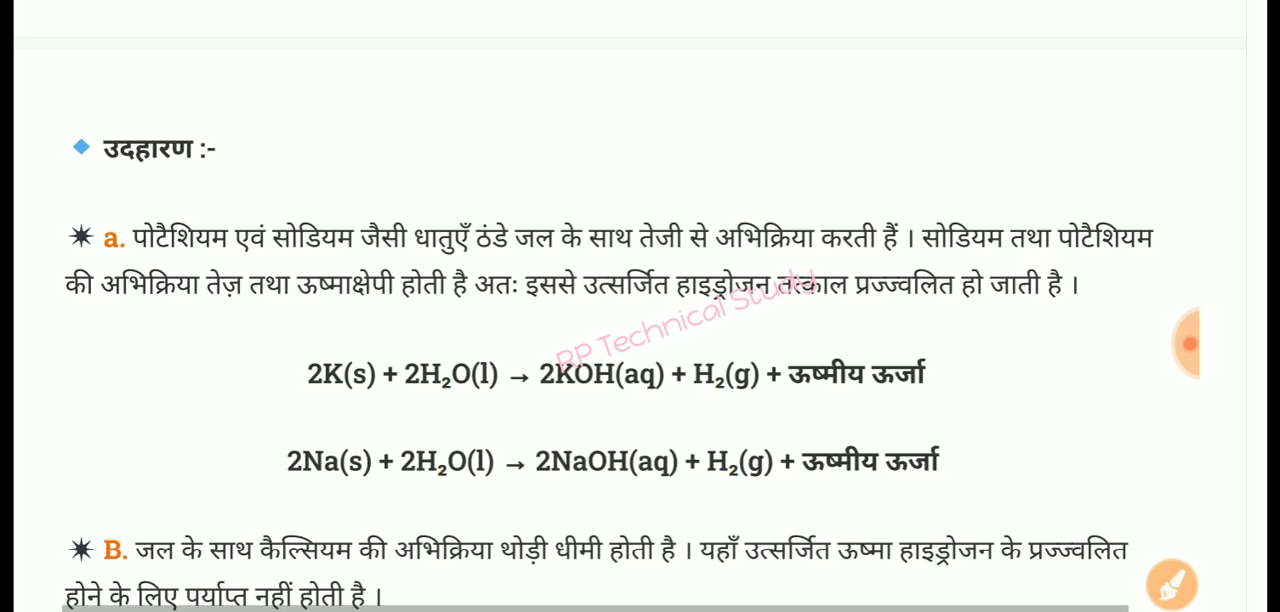 उदहारण :-
a. पोटैशियम एवं सोडियम जैसी धातुएँ ठंडे जल के साथ तेजी से अभिक्रिया करती हैं । सोडियम तथा पोटैशियम
की अभिक्रिया तेज़ तथा ऊष्माक्षेपी होती है अतः इससे उत्सर्जित हाइड्रोजन तत्काल प्रज्ज्वलित हो जाती है ।
RP Technical Study
2K(s) + 2H₂O(l) → 2KOH(aq) + H₂(g) + ऊष्मीय ऊर्जा
2Na(s) + 2H₂O(l) → 2NaOH(aq) + H₂(g) + ऊष्मीय ऊर्जा
B. जल के साथ कैल्सियम की अभिक्रिया थोड़ी धीमी होती है । यहाँ उत्सर्जित ऊष्मा हाइड्रोजन के प्रज्ज्वलित
होने के लिए पर्याप्त नहीं होती है ।